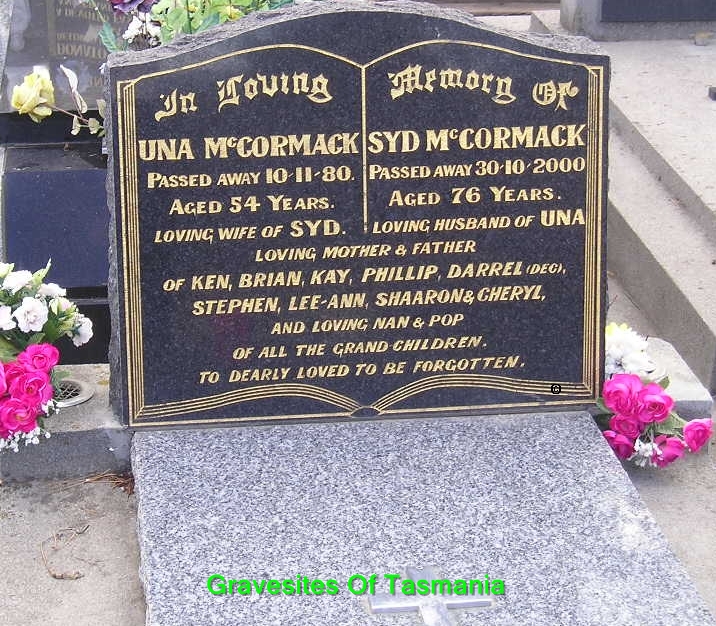 In Loving Memory Of
UNA McCORMACK
PASSED AWAY 10·11·80.
AGED 54 YEARS.
LOVING WIFE OF SYD.
SYD McCORMACK
PASSED AWAY 30·10·2000
AGED 76 YEARS.
LOVING HUSBAND OF UNA
LOVING MOTHER & FATHER
OF KEN, BRIAN, KAY, PHILLIP, DARREL (DEC),
STEPHEN, LEE-ANN, SHAARON & CHERYL,
AND LOVING NAN & POP
OF ALL THE GRAND-CHILDREN.
TO DEARLY LOVED TO BE FORGOTTEN.
©
Gravesites Of Tasmania